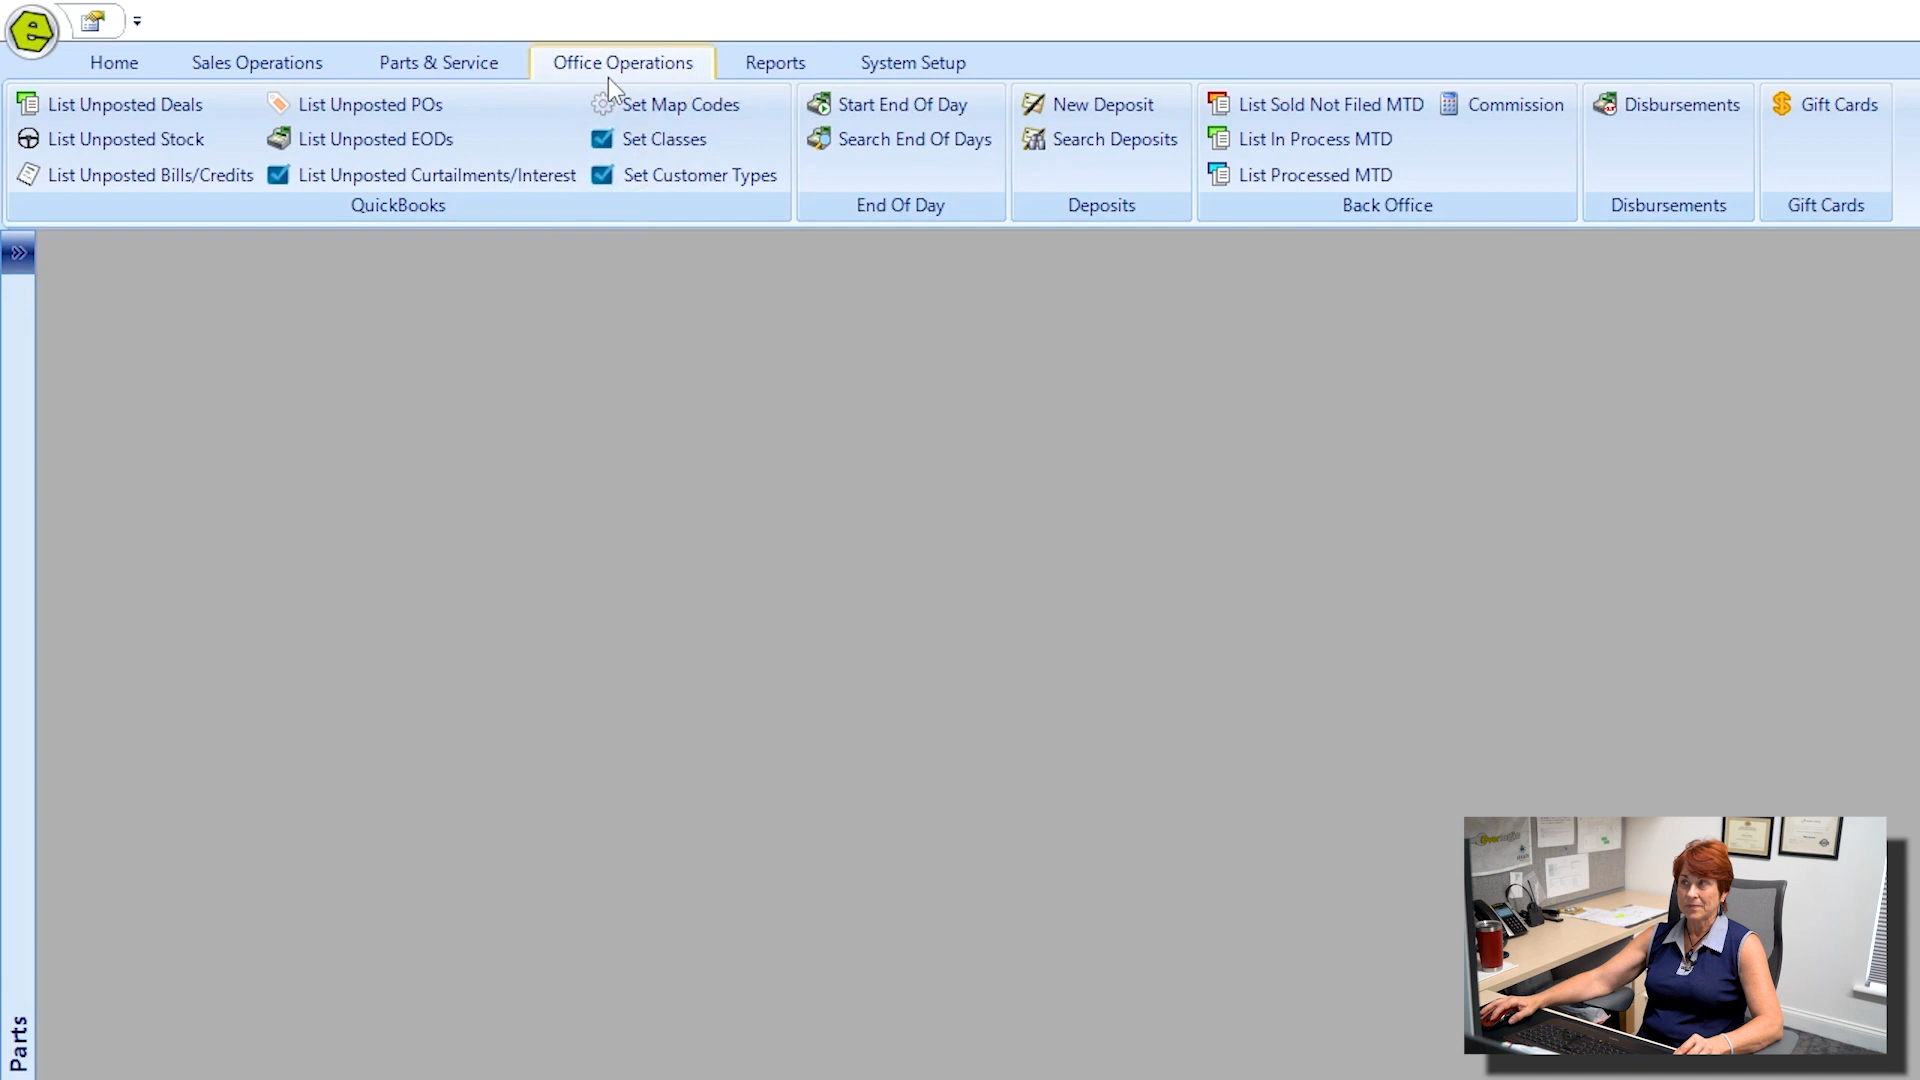 e
Home Sales Operations Parts & Service Office Operations Reports System Setup
List Unposted Deals List Unposted POs Set Map Codes Start End Of Day New Deposit List Sold Not Filed MTD Commission Disbursements Gift Cards
List Unposted Stock List Unposted EODs Set Classes Search End Of Days Search Deposits List In Process MTD
List Unposted Bills/Credits List Unposted Curtailments/Interest Set Customer Types List Processed MTD
QuickBooks End Of Day Deposits Back Office Disbursements Gift Cards
Parts